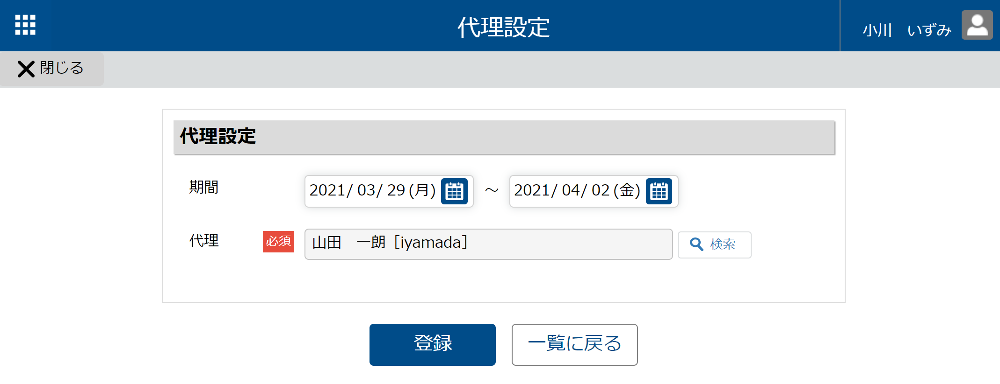 代理設定
小川　いずみ
閉じる
代理設定
期間 2021/ 03/ 29 (月) ～ 2021/ 04/ 02 (金)
代理 必須 山田　一朗［iyamada］ 検索
登録 一覧に戻る